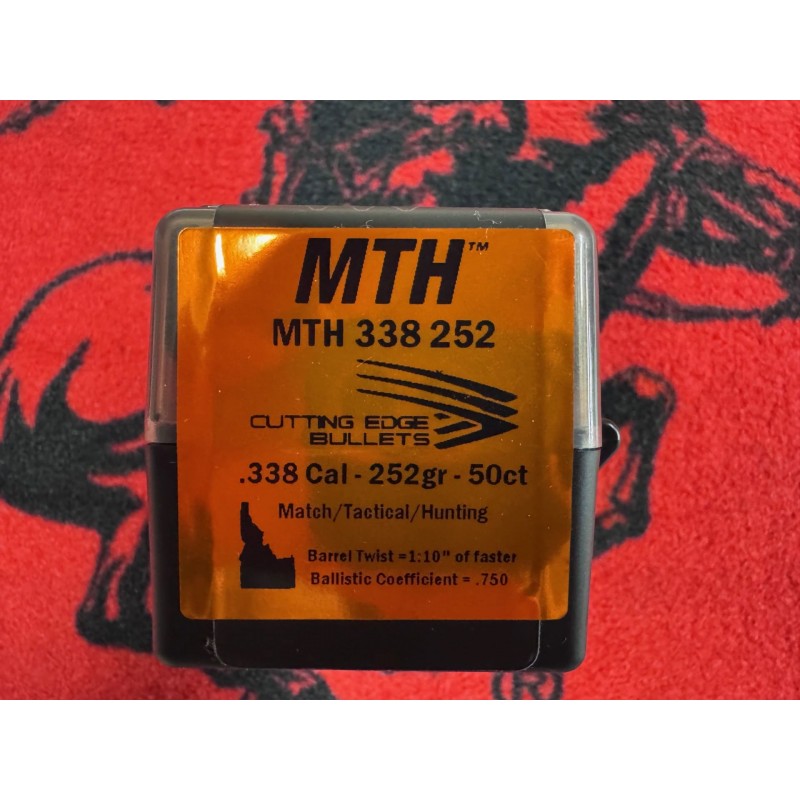 MTH™
MTH 338 252
CUTTING EDGE
BULLETS
.338 Cal - 252gr - 50ct
Match/Tactical/Hunting
Barrel Twist =1:10" of faster
Ballistic Coefficient = .750
®